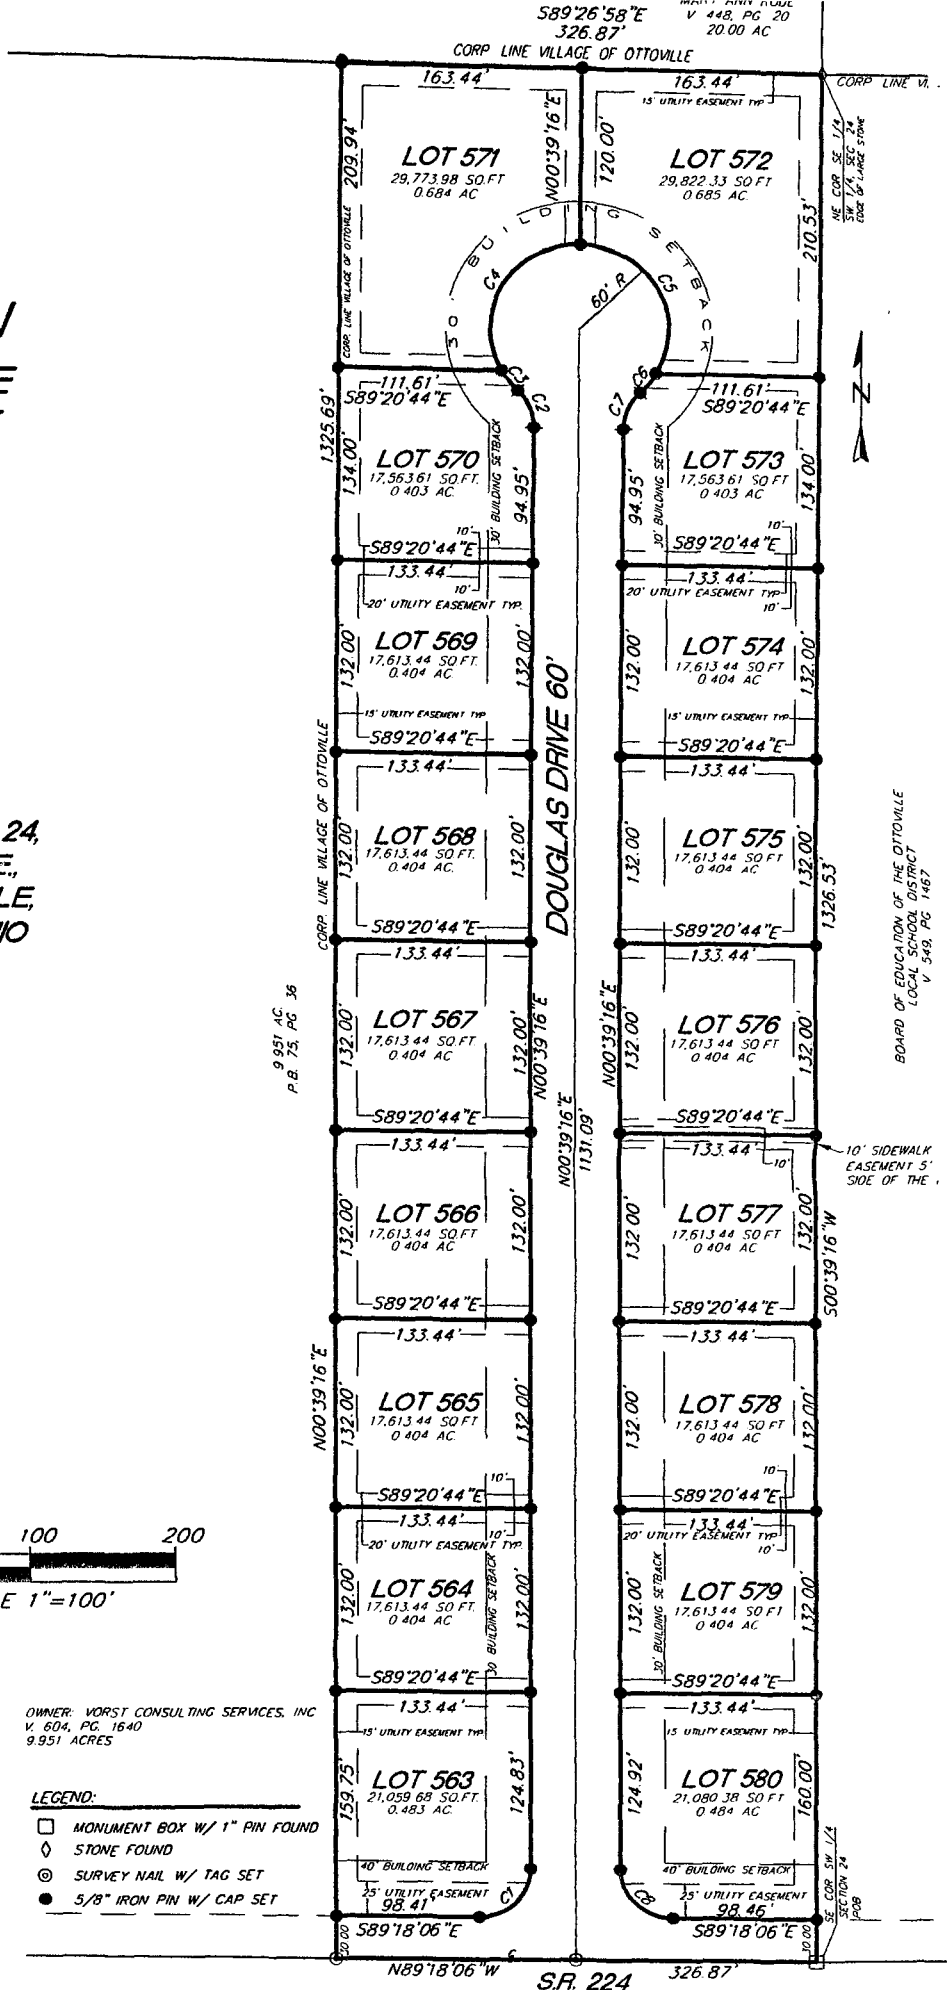 S89°26'58"E
326.87'
V 448, PG 20
20.00 AC
CORP LINE VILLAGE OF OTTOVILLE
CORP LINE VI
163.44'
163.44'
15' UTILITY EASEMENT TYP
NE COR SE 1/4
SW 1/4, SEC 24
EDGE OF LARGE STONE
209.94'
N00°39'16"E
120.00'
210.53'
LOT 571
29,773.98 SQ.FT
0.684 AC
LOT 572
29,822.33 SQ FT
0.685 AC
CORP. LINE VILLAGE OF OTTOVILLE
50' BUILDING SETBACK
C4
C5
60' R
C3
C6
C2
C7
111.61'
S89°20'44"E
111.61'
S89°20'44"E
N
1325.69'
134.00'
LOT 570
17,563.61 SQ.FT.
0.403 AC
30' BUILDING SETBACK
94.95'
94.95'
30' BUILDING SETBACK
LOT 573
17,563.61 SQ FT
0.403 AC
134.00'
10'
S89°20'44"E
133.44'
10'
20' UTILITY EASEMENT TYP.
10'
S89°20'44"E
133.44'
20' UTILITY EASEMENT TYP
10'
132.00'
LOT 569
17,613.44 SQ FT.
0.404 AC
132.00'
132.00'
LOT 574
17,613.44 SQ FT
0.404 AC
132.00'
DOUGLAS DRIVE 60'
15' UTILITY EASEMENT TYP
S89°20'44"E
133.44'
15' UTILITY EASEMENT TYP
S89°20'44"E
133.44'
CORP. LINE VILLAGE OF OTTOVILLE
24,
E.,
LE,
IO
132.00'
LOT 568
17,613.44 SQ FT.
0.404 AC.
132.00'
132.00'
LOT 575
17,613.44 SQ FT
0.404 AC
132.00'
1326.53'
BOARD OF EDUCATION OF THE OTTOVILLE
LOCAL SCHOOL DISTRICT
V 549, PG 1467
S89°20'44"E
133.44'
S89°20'44"E
133.44'
9 951 AC.
P.B. 75, PG 36
132.00'
LOT 567
17,613.44 SQ.FT
0.404 AC
132.00'
N00°39'16"E
N00°39'16"E
132.00'
LOT 576
17,613.44 SQ FT
0.404 AC
132.00'
S89°20'44"E
133.44'
N00°39'16"E
1131.09'
S89°20'44"E
133.44'
10'
10' SIDEWALK
EASEMENT 5'
SIDE OF THE
132.00'
LOT 566
17,613.44 SQ.FT
0.404 AC
132.00'
132.00'
LOT 577
17,613.44 SQ FT
0.404 AC
132.00'
S00°39'16"W
S89°20'44"E
133.44'
S89°20'44"E
133.44'
N00°39'16"E
132.00'
LOT 565
17,613.44 SQ FT
0.404 AC.
132.00'
132.00'
LOT 578
17,613.44 SQ FT
0.404 AC
132.00'
10'
S89°20'44"E
133.44'
10'
20' UTILITY EASEMENT TYP.
10'
S89°20'44"E
133.44'
20' UTILITY EASEMENT TYP
10'
100 200
E 1"=100'
132.00'
LOT 564
17,613.44 SQ FT.
0.404 AC
30' BUILDING SETBACK
132.00'
132.00'
30' BUILDING SETBACK
LOT 579
17,613.44 SQ FT
0.404 AC
132.00'
S89°20'44"E
133.44'
15' UTILITY EASEMENT TYP
S89°20'44"E
133.44'
15 UTILITY EASEMENT TYP.
OWNER: VORST CONSULTING SERVICES, INC
V. 604, PG. 1640
9.951 ACRES
159.75'
LOT 563
21,059.68 SQ.FT.
0.483 AC.
124.83'
124.92'
LOT 580
21,080.38 SQ.FT
0.484 AC
160.00'
LEGEND:
MONUMENT BOX W/ 1" PIN FOUND
STONE FOUND
SURVEY NAIL W/ TAG SET
5/8" IRON PIN W/ CAP SET
40' BUILDING SETBACK
25' UTILITY EASEMENT
98.41'
C1
S89°18'06"E
40' BUILDING SETBACK
25' UTILITY EASEMENT
98.46'
C8
S89°18'06"E
SE COR SW 1/4
SECTION 24
POB
30.00
30.00
N89°18'06"W
S.R. 224
326.87'